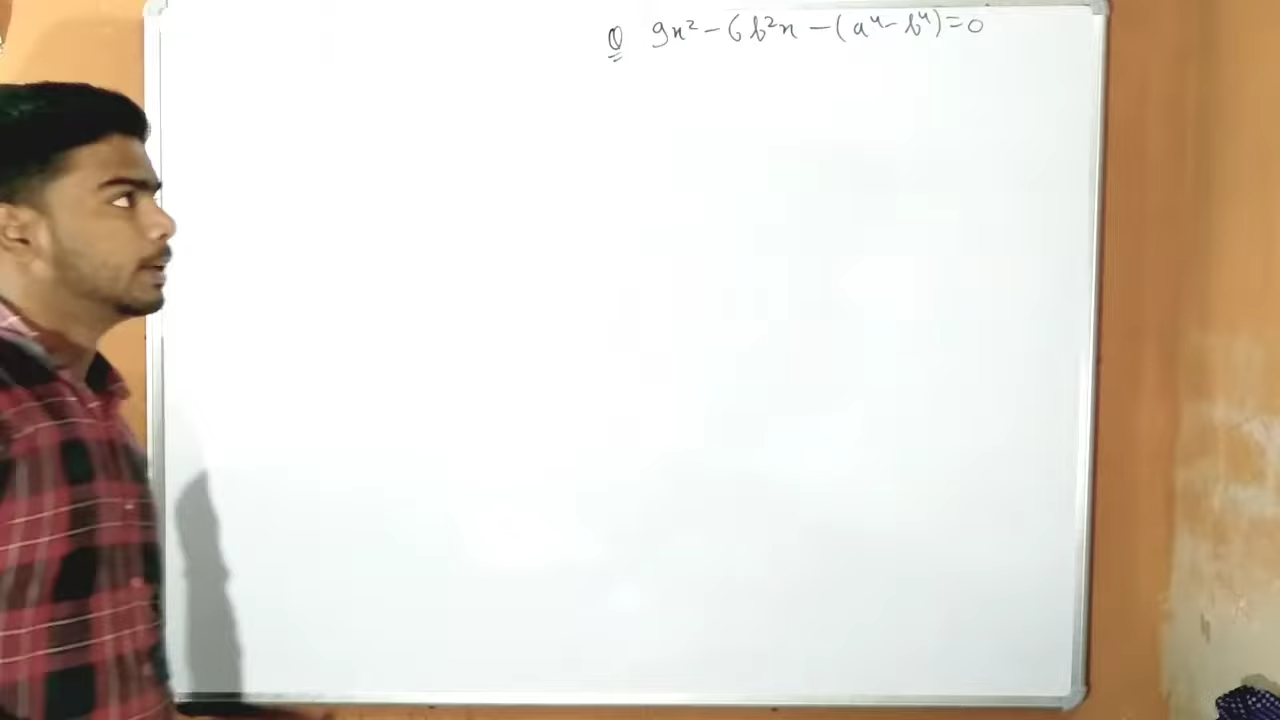 Q 9x² - 6b²x - (a⁴ - b⁴) = 0